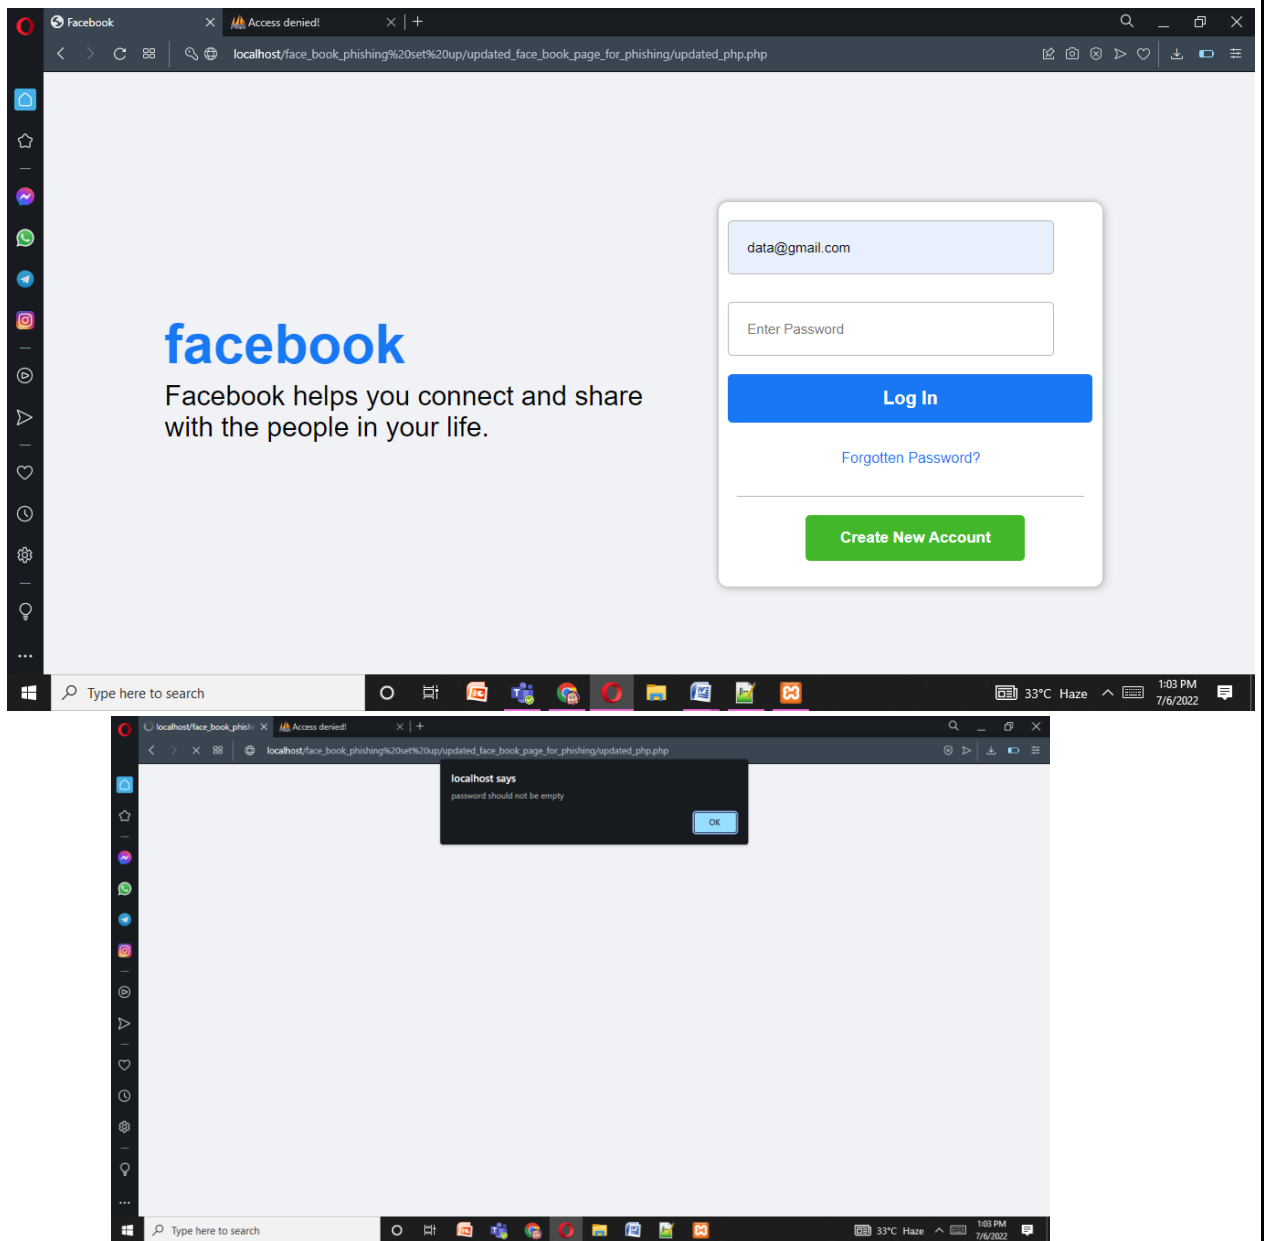 Facebook
Access denied!
localhost/face_book_phishing%20set%20up/updated_face_book_page_for_phishing/updated_php.php
data@gmail.com
Enter Password
facebook
Facebook helps you connect and share
with the people in your life.
Log In
Forgotten Password?
Create New Account
Type here to search
33°C Haze
1:03 PM
7/6/2022
localhost/face_book_phish
Access denied!
localhost/face_book_phishing%20set%20up/updated_face_book_page_for_phishing/updated_php.php
localhost says
password should not be empty
OK
Type here to search
33°C Haze
1:03 PM
7/6/2022